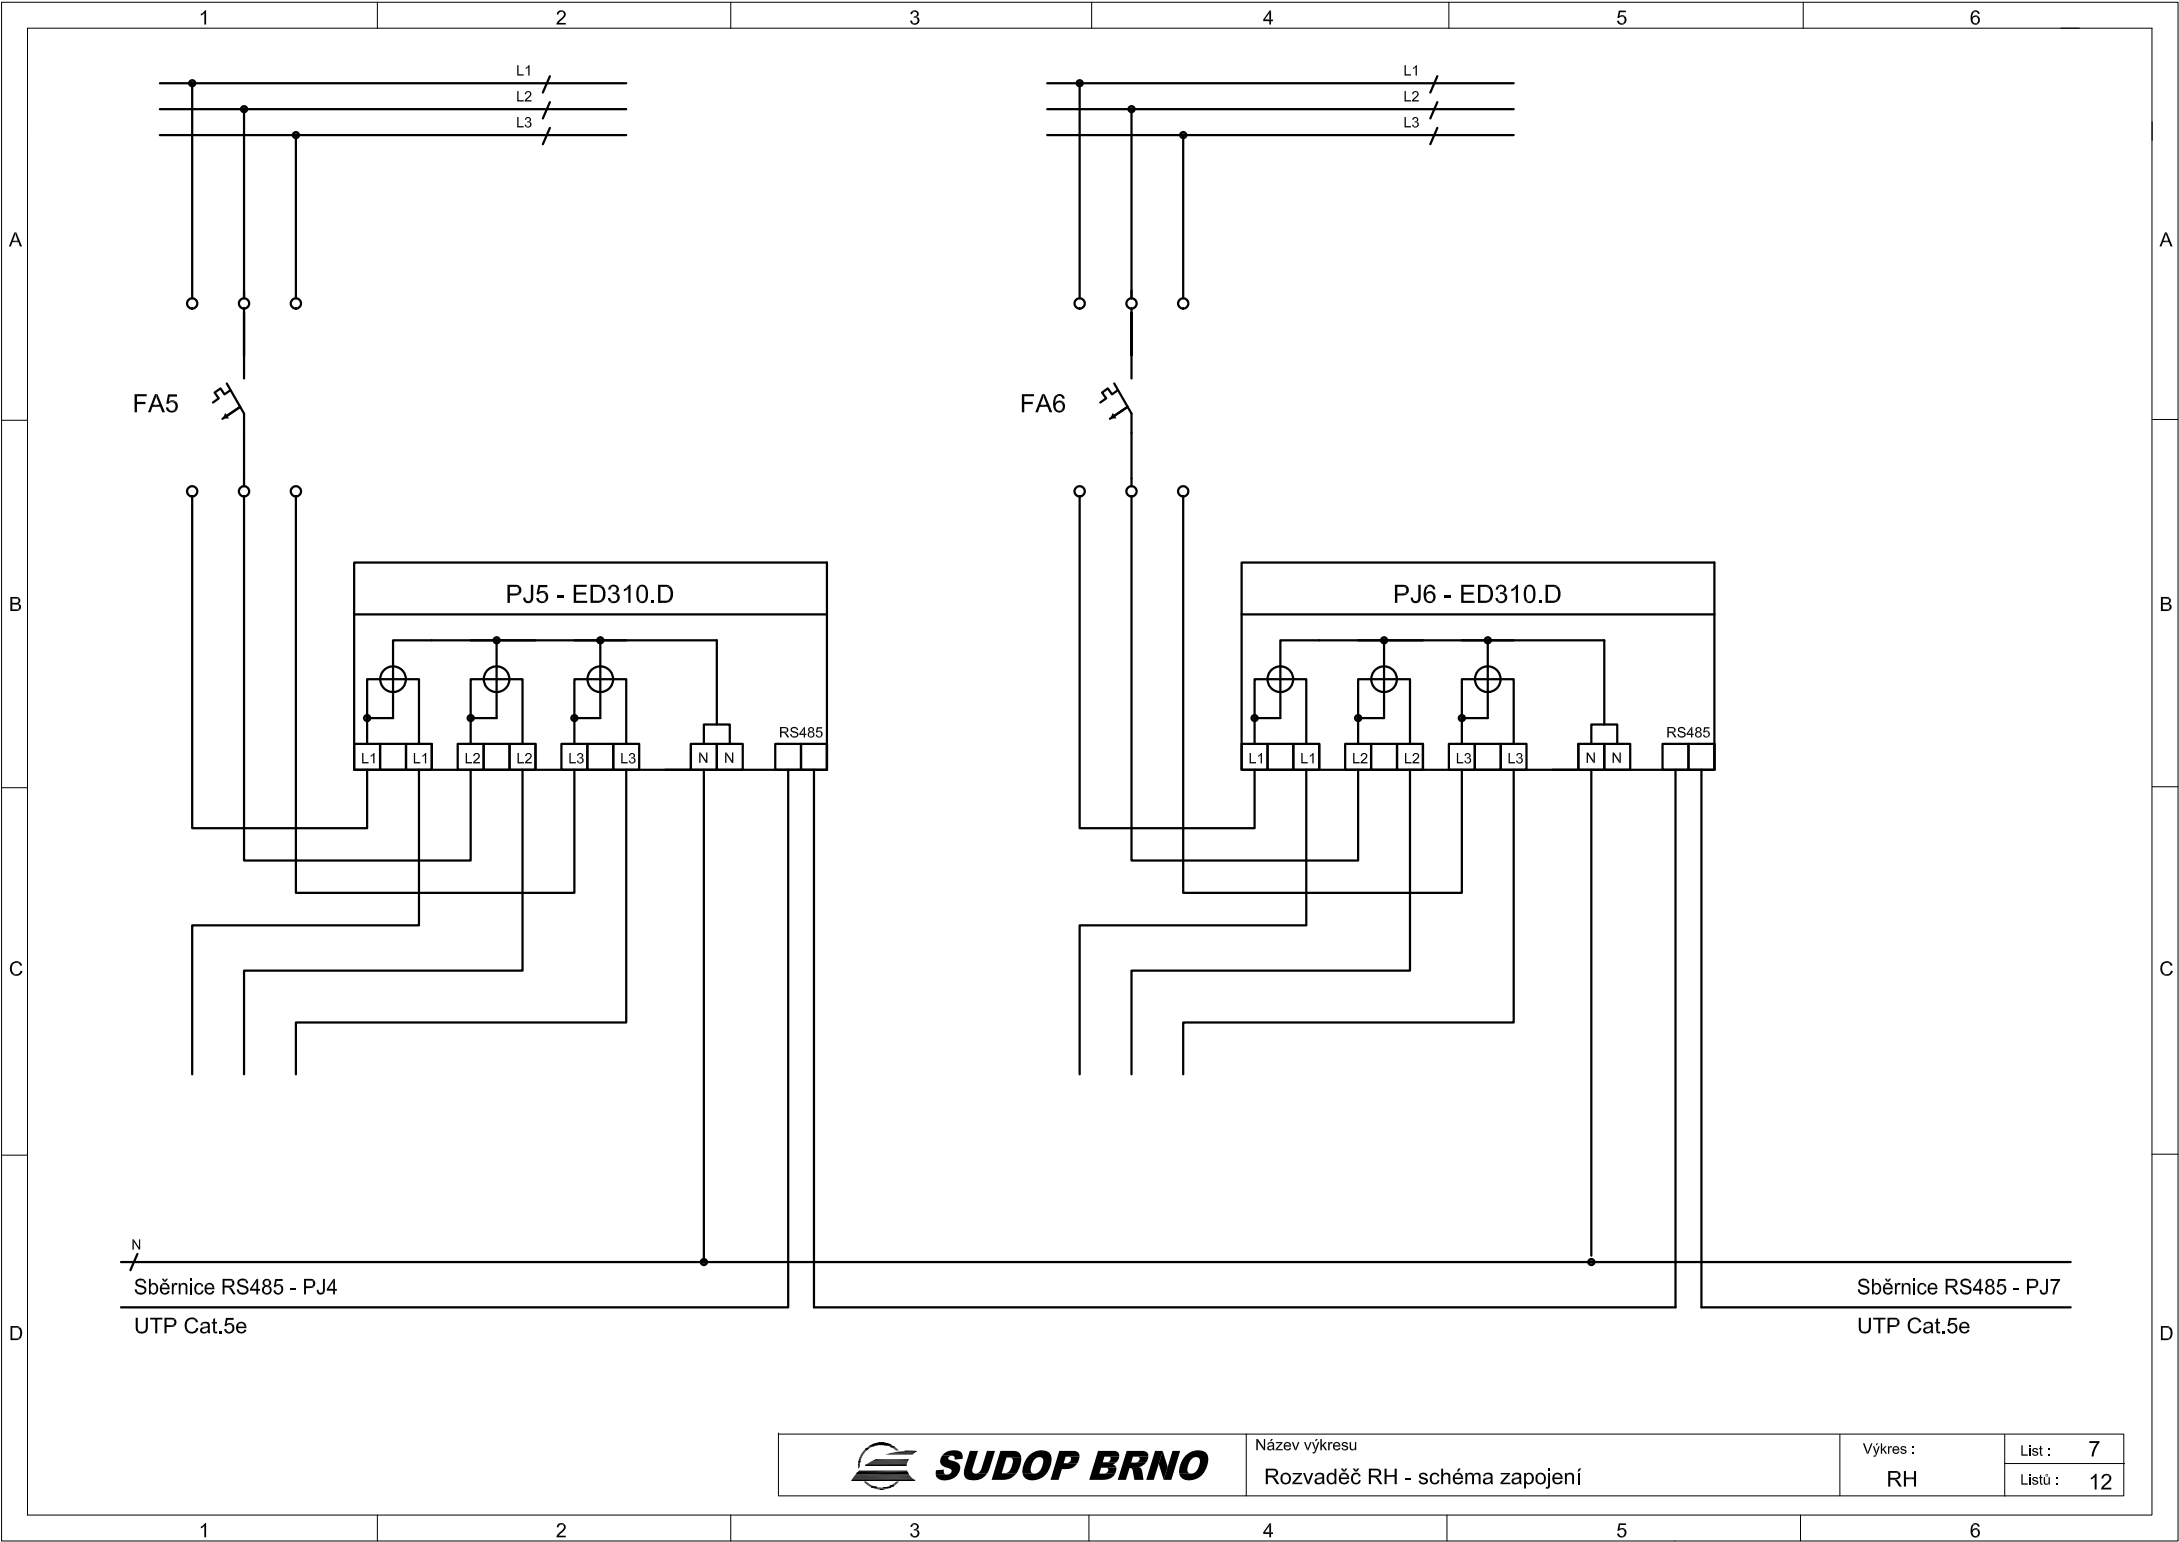 1 2 3 4 5 6
L1 L1
L2 L2
L3 L3
A A
FA5 FA6
PJ5 - ED310.D PJ6 - ED310.D
B B
RS485 RS485
L1 L1 L2 L2 L3 L3 N N L1 L1 L2 L2 L3 L3 N N
C C
N
Sběrnice RS485 - PJ4 Sběrnice RS485 - PJ7
UTP Cat.5e UTP Cat.5e
D D
SUDOP BRNO
Název výkresu
Rozvaděč RH - schéma zapojení
Výkres :
RH
List : 7
Listů : 12
1 2 3 4 5 6